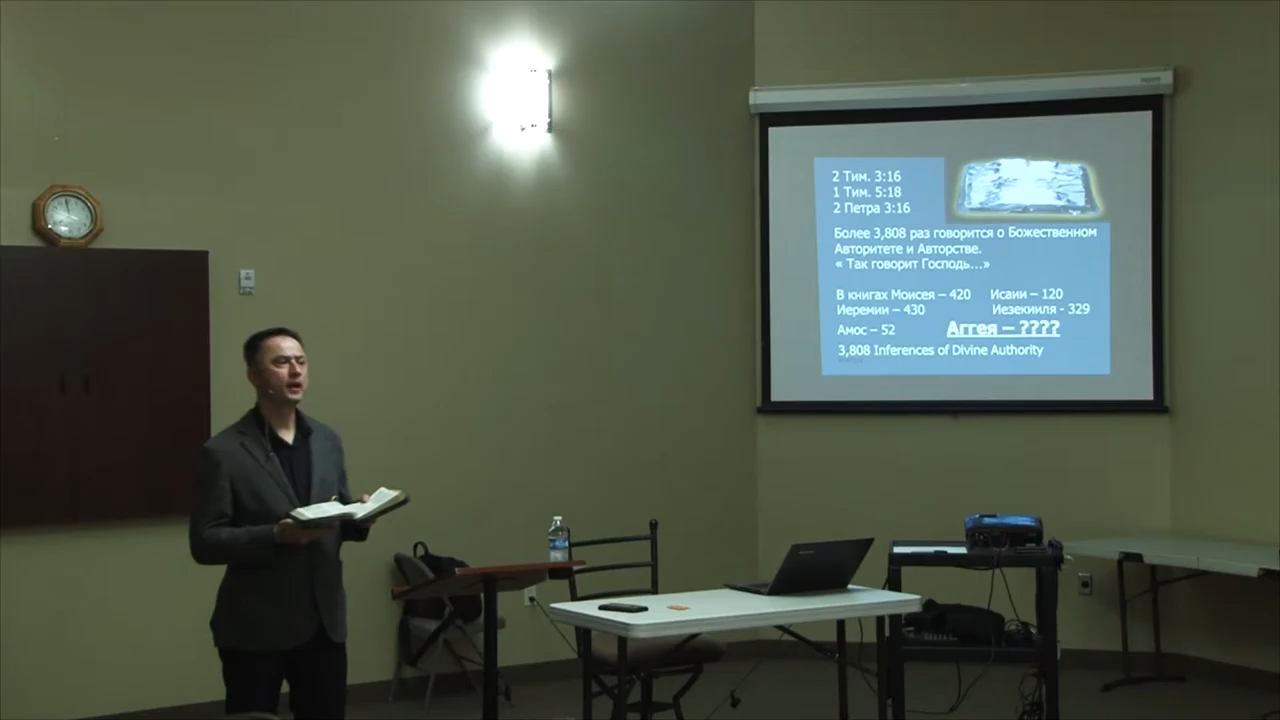 2 Тим. 3:16
1 Тим. 5:18
2 Петра 3:16
Более 3,808 раз говорится о Божественном
Авторитете и Авторстве.
« Так говорит Господь...»
В книгах Моисея – 420 Исаии – 120
Иеремии – 430 Иезекииля - 329
Амос – 52 Аггея – ????
3,808 Inferences of Divine Authority